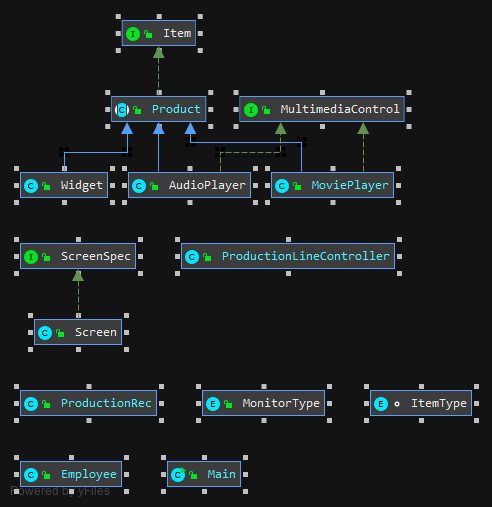 I Item
C Product I MultimediaControl
C Widget C AudioPlayer C MoviePlayer
I ScreenSpec C ProductionLineController
C Screen
C ProductionRec E MonitorType E ItemType
C Employee C Main
Powered by yFiles